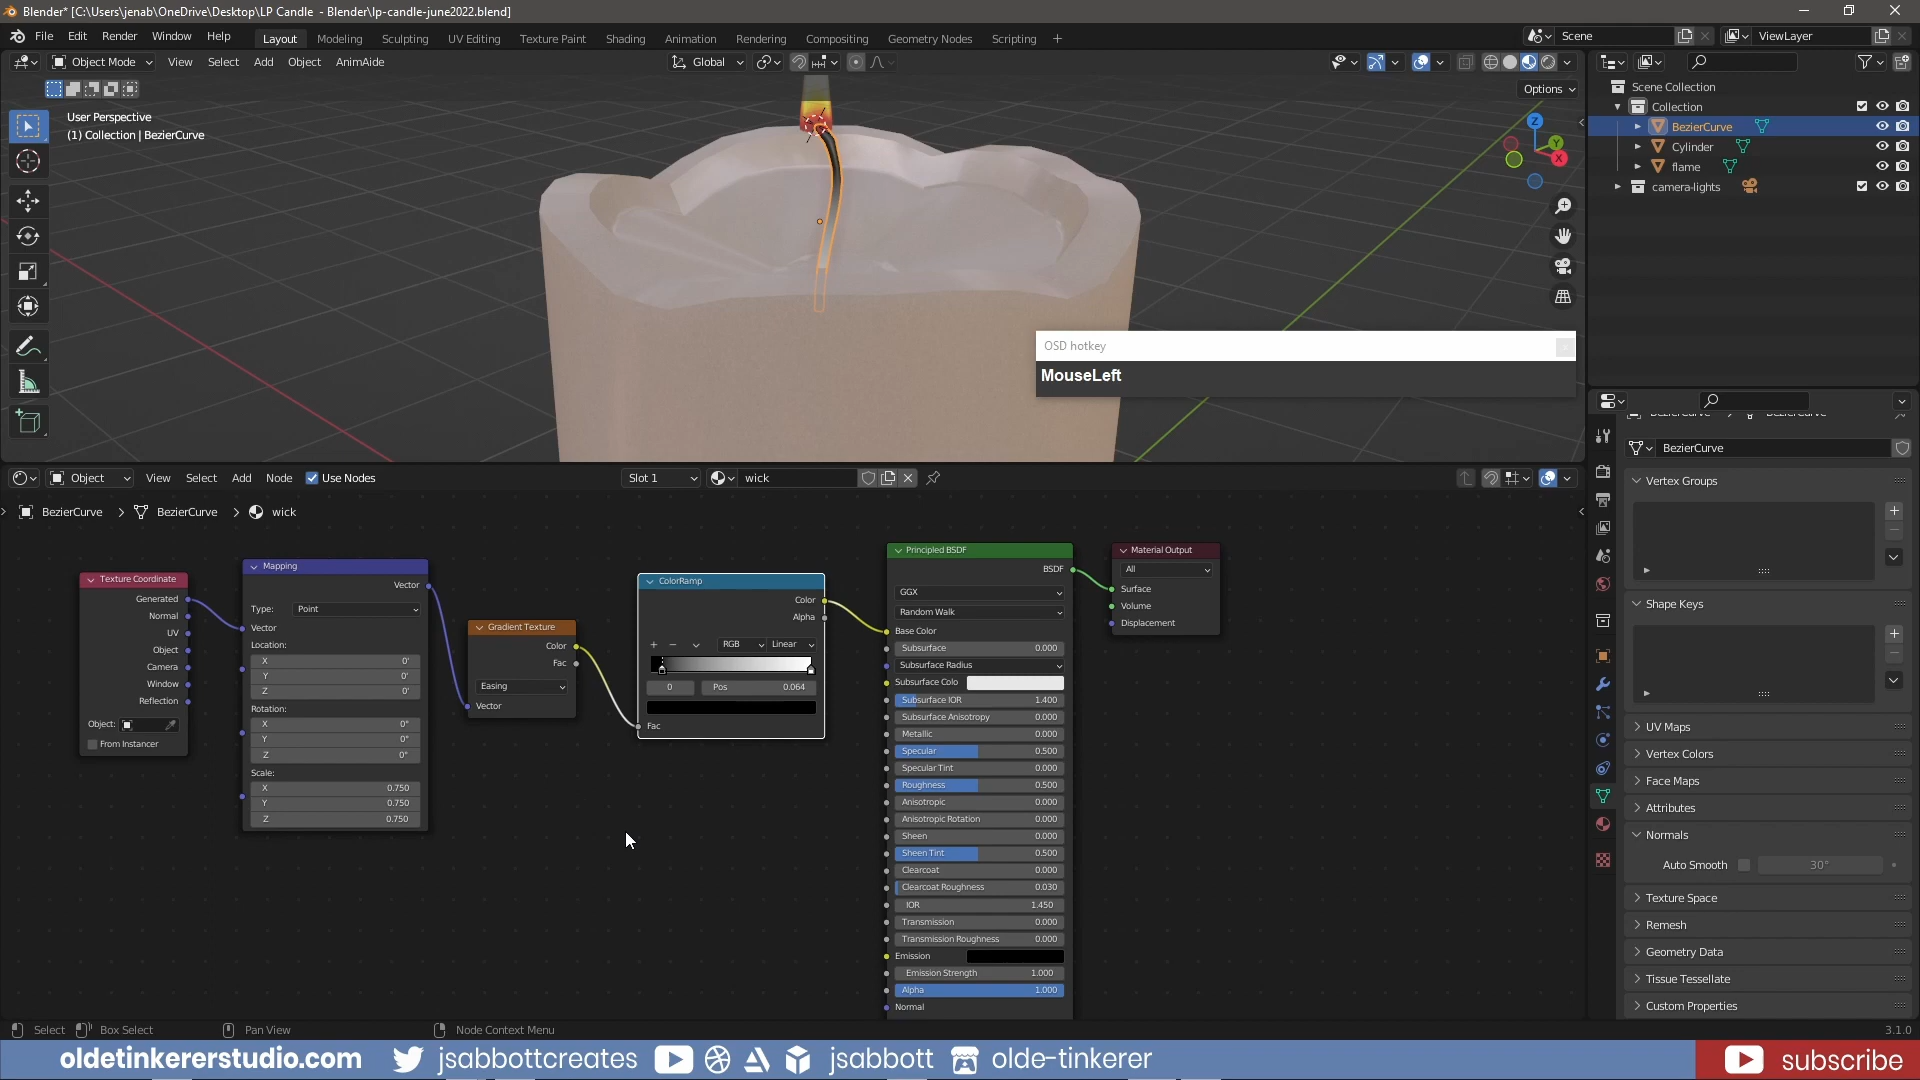 Blender* [C:\Users\jenab\OneDrive\Desktop\LP Candle - Blender\lp-candle-june2022.blend]
File Edit Render Window Help Layout Modeling Sculpting UV Editing Texture Paint Shading Animation Rendering Compositing Geometry Nodes Scripting + Scene ViewLayer
Object Mode View Select Add Object AnimAide Global
Options
User Perspective
(1) Collection | BezierCurve
Z
Y
X
Scene Collection
Collection
BezierCurve
Cylinder
flame
camera-lights
OSD hotkey
MouseLeft
Object View Select Add Node Object Use Nodes Slot 1 wick
BezierCurve > BezierCurve > wick
Texture Coordinate
Generated
Normal
UV
Object
Camera
Window
Reflection
Object:
From Instancer
Mapping
Vector
Type: Point
Vector
Location:
X 0'
Y 0'
Z 0'
Rotation:
X 0°
Y 0°
Z 0°
Scale:
X 0.750
Y 0.750
Z 0.750
Gradient Texture
Color
Fac
Easing
Vector
ColorRamp
Color
Alpha
+ − RGB Linear
0 Pos 0.064
Fac
Principled BSDF
BSDF
GGX
Random Walk
Base Color
Subsurface 0.000
Subsurface Radius
Subsurface Colo
Subsurface IOR 1.400
Subsurface Anisotropy 0.000
Metallic 0.000
Specular 0.500
Specular Tint 0.000
Roughness 0.500
Anisotropic 0.000
Anisotropic Rotation 0.000
Sheen 0.000
Sheen Tint 0.500
Clearcoat 0.000
Clearcoat Roughness 0.030
IOR 1.450
Transmission 0.000
Transmission Roughness 0.000
Emission
Emission Strength 1.000
Alpha 1.000
Normal
Material Output
All
Surface
Volume
Displacement
BezierCurve
Vertex Groups
Shape Keys
UV Maps
Vertex Colors
Face Maps
Attributes
Normals
Auto Smooth 30°
Texture Space
Remesh
Geometry Data
Tissue Tessellate
Custom Properties
Select Box Select Pan View Node Context Menu 3.1.0
oldetinkererstudio.com jsabbottcreates jsabbott olde-tinkerer subscribe